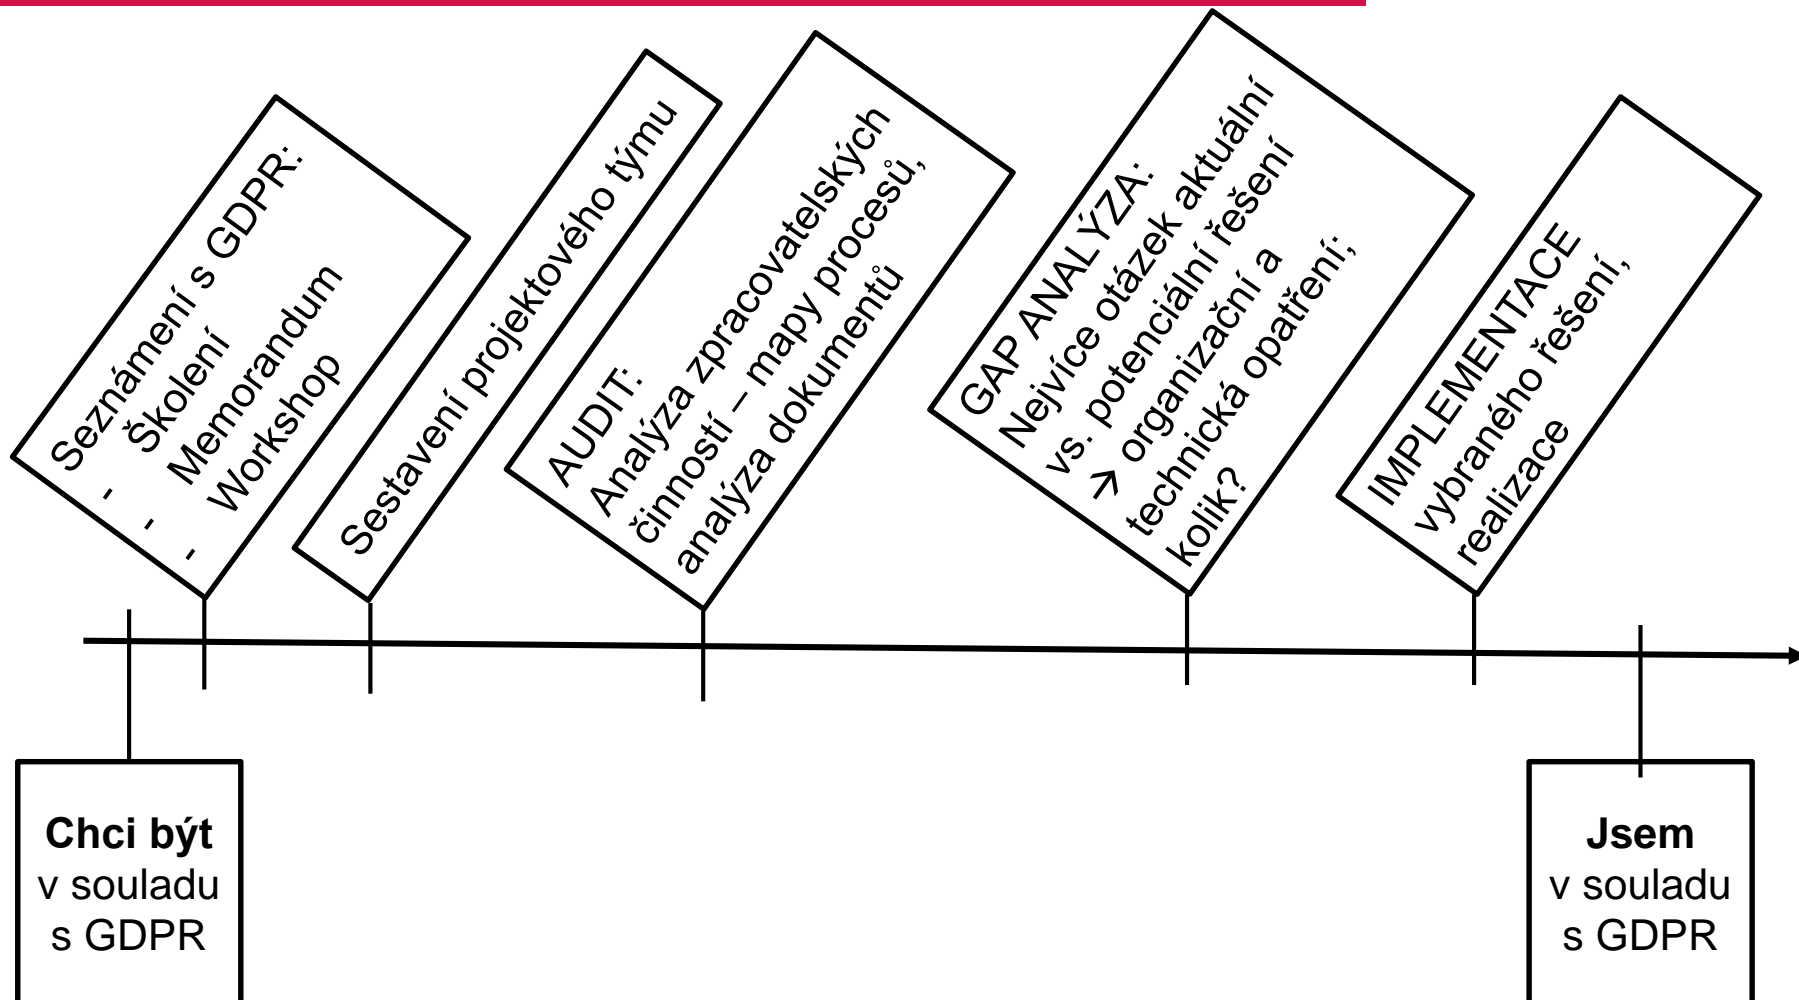 Seznámení s GDPR:
- Školení
- Memorandum
- Workshop
Sestavení projektového týmu
AUDIT:
Analýza zpracovatelských
činností – mapy procesů,
analýza dokumentů
GAP ANALÝZA:
Nejvíce otázek aktuální
vs. potenciální řešení
→ organizační a
technická opatření;
kolik?
IMPLEMENTACE
vybraného řešení,
realizace
Chci být
v souladu
s GDPR
Jsem
v souladu
s GDPR